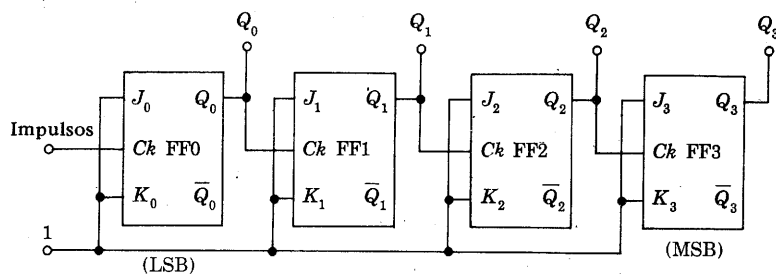 Q₀ Q₁ Q₂ Q₃
J₀ Q₀ J₁ Q₁ J₂ Q₂ J₃ Q₃
Impulsos
Ck FF0 Ck FF1 Ck FF2 Ck FF3
K₀ Q̅₀ K₁ Q̅₁ K₂ Q̅₂ K₃ Q̅₃
1
(LSB) (MSB)